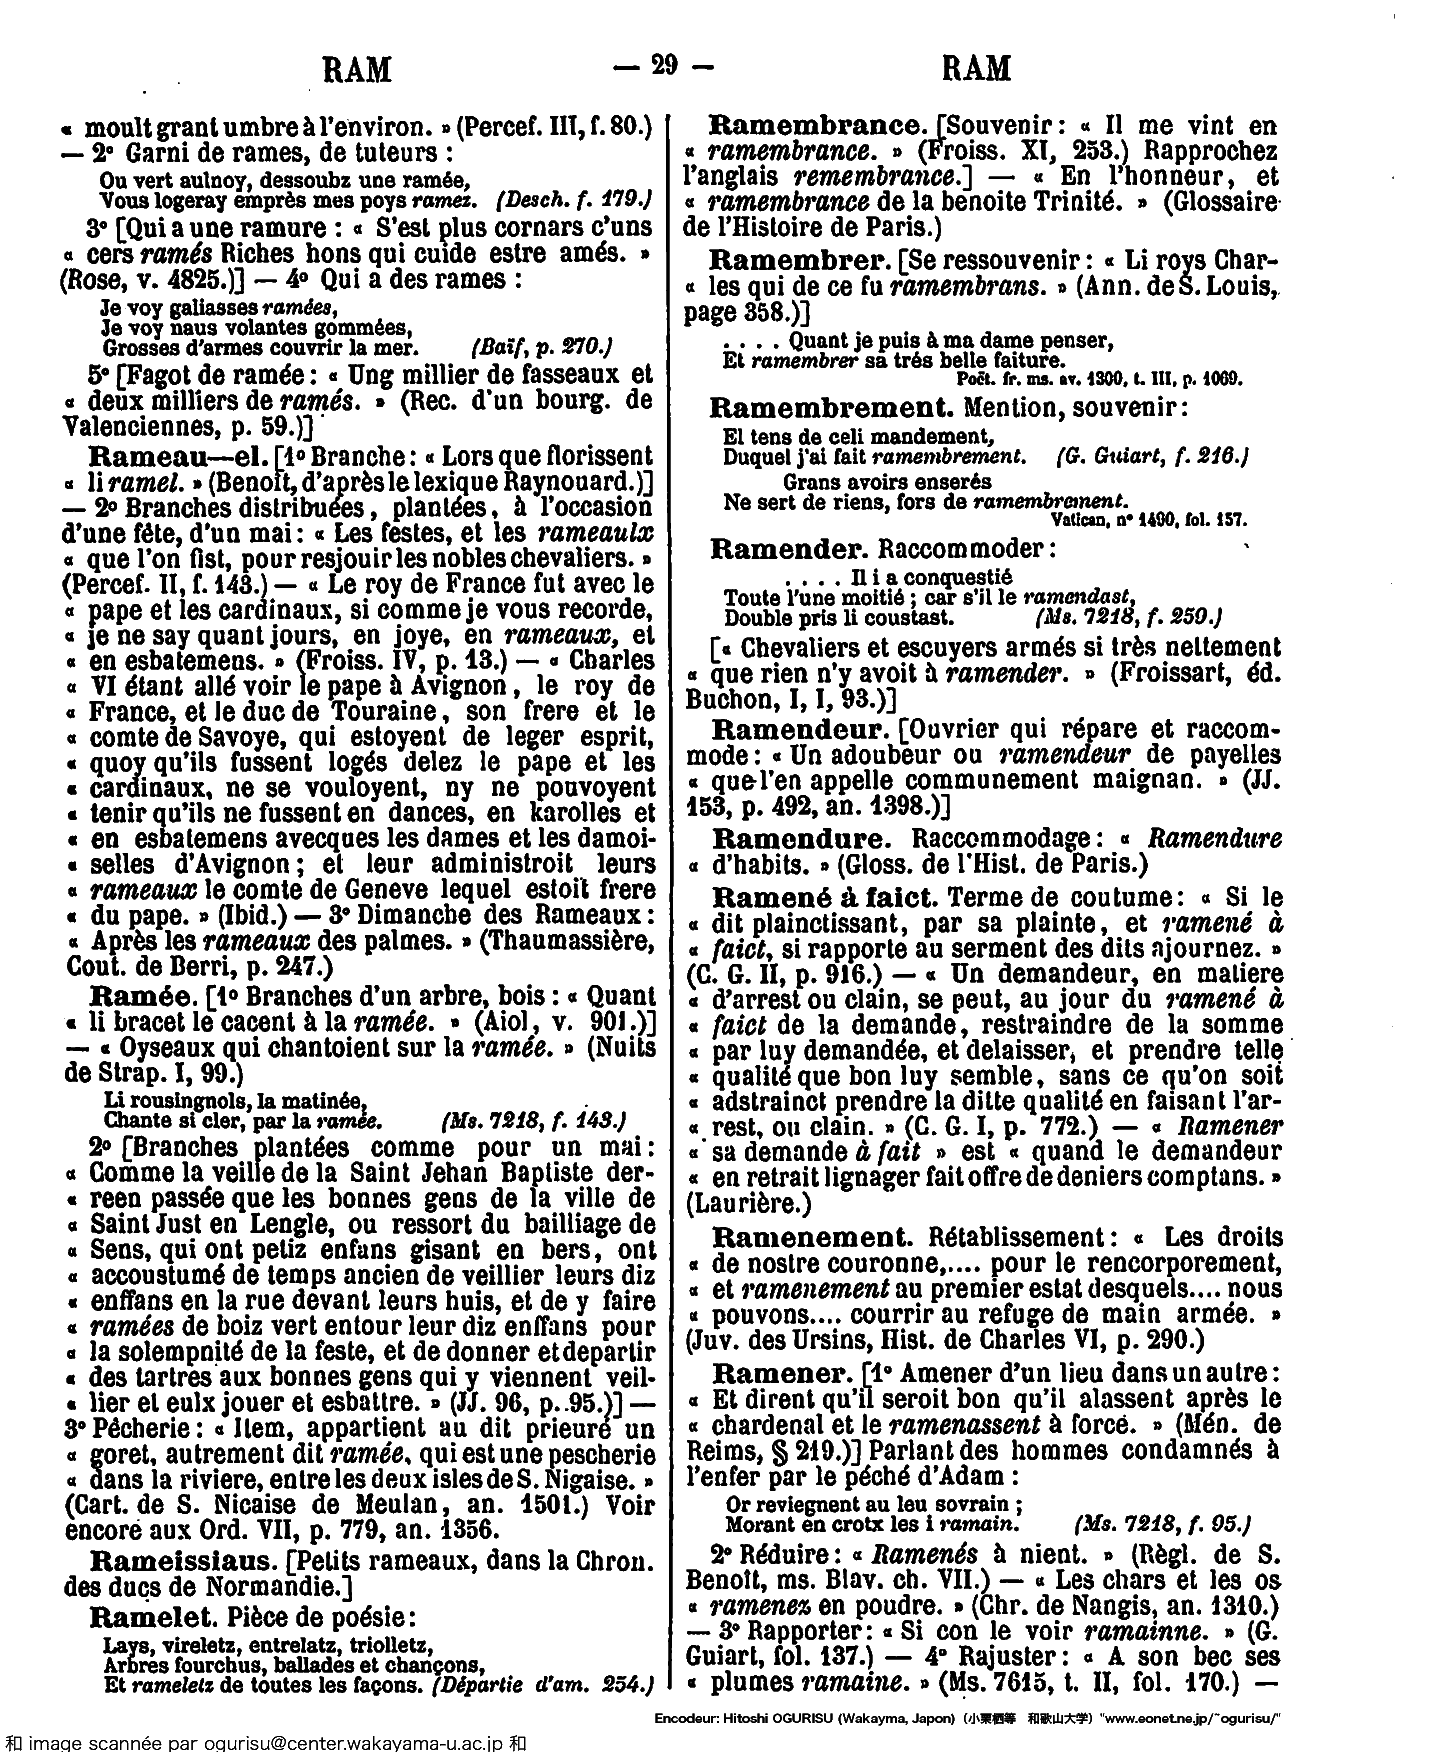 RAM — 29 — RAM
« moult grant umbre à l'environ. » (Percef. III, f. 80.)
— 2° Garni de rames, de tuteurs :
Ou vert aulnoy, dessoubz une ramée,
Vous logeray emprès mes poys ramez. (Desch. f. 179.)
3° [Qui a une ramure : « S'est plus cornars c'uns
« cers ramés Riches hons qui cuide estre amés. »
(Rose, v. 4825.)] — 4° Qui a des rames :
Je voy galiasses ramées,
Je voy naus volantes gommées,
Grosses d'armes couvrir la mer. (Baïf, p. 270.)
5° [Fagot de ramée : « Ung millier de fasseaux et
« deux milliers de ramés. » (Rec. d'un bourg. de
Valenciennes, p. 59.)]
Rameau—el. [1° Branche : « Lors que florissent
« li ramel. » (Benoît, d'après le lexique Raynouard.)]
— 2° Branches distribuées, plantées, à l'occasion
d'une fête, d'un mai : « Les festes, et les rameaulx
« que l'on fist, pour resjouir les nobles chevaliers. »
(Percef. II, f. 143.) — « Le roy de France fut avec le
« pape et les cardinaux, si comme je vous recorde,
« je ne say quant jours, en joye, en rameaux, et
« en esbatemens. » (Froiss. IV, p. 13.) — « Charles
« VI étant allé voir le pape à Avignon, le roy de
« France, et le duc de Touraine, son frere et le
« comte de Savoye, qui estoyent de leger esprit,
« quoy qu'ils fussent logés delez le pape et les
« cardinaux, ne se vouloyent, ny ne pouvoyent
« tenir qu'ils ne fussent en dances, en karolles et
« en esbatemens avecques les dames et les damoi-
« selles d'Avignon ; et leur administroit leurs
« rameaux le comte de Geneve lequel estoit frere
« du pape. » (Ibid.) — 3° Dimanche des Rameaux :
« Après les rameaux des palmes. » (Thaumassière,
Cout. de Berri, p. 247.)
Ramée. [1° Branches d'un arbre, bois : « Quant
« li bracet le cacent à la ramée. » (Aiol, v. 901.)]
— « Oyseaux qui chantoient sur la ramée. » (Nuits
de Strap. I, 99.)
Li rousingnols, la matinée,
Chante si cler, par la ramée. (Ms. 7218, f. 143.)
2° [Branches plantées comme pour un mai :
« Comme la veille de la Saint Jehan Baptiste der-
« reen passée que les bonnes gens de la ville de
« Saint Just en Lengle, ou ressort du bailliage de
« Sens, qui ont petiz enfans gisant en bers, ont
« accoustumé de temps ancien de veillier leurs diz
« enffans en la rue devant leurs huis, et de y faire
« ramées de boiz vert entour leur diz enffans pour
« la solempnité de la feste, et de donner et departir
« des tartres aux bonnes gens qui y viennent veil-
« lier et eulx jouer et esbattre. » (JJ. 96, p. 95.)] —
3° Pêcherie : « Item, appartient au dit prieuré un
« goret, autrement dit ramée, qui est une pescherie
« dans la riviere, entre les deux isles de S. Nigaise. »
(Cart. de S. Nicaise de Meulan, an. 1501.) Voir
encore aux Ord. VII, p. 779, an. 1356.
Rameissiaus. [Petits rameaux, dans la Chron.
des ducs de Normandie.]
Ramelet. Pièce de poésie :
Lays, vireletz, entrelatz, triolletz,
Arbres fourchus, ballades et chançons,
Et rameletz de toutes les façons. (Départie d'am. 254.)
Ramembrance. [Souvenir : « Il me vint en
« ramembrance. » (Froiss. XI, 253.) Rapprochez
l'anglais remembrance.] — « En l'honneur, et
« ramembrance de la benoite Trinité. » (Glossaire
de l'Histoire de Paris.)
Ramembrer. [Se ressouvenir : « Li roys Char-
« les qui de ce fu ramembrans. » (Ann. de S. Louis,
page 358.)]
. . . . Quant je puis à ma dame penser,
Et ramembrer sa trés belle faiture.
Poët. fr. ms. av. 1300, t. III, p. 1069.
Ramembrement. Mention, souvenir :
El tens de celi mandement,
Duquel j'ai fait ramembrement. (G. Guiart, f. 216.)
Grans avoirs enserés
Ne sert de riens, fors de ramembrament.
Vatican, n° 1490, fol. 157.
Ramender. Raccommoder :
. . . . Il i a conquestié
Toute l'une moitié ; car s'il le ramendast,
Double pris li coustast. (Ms. 7218, f. 250.)
[« Chevaliers et escuyers armés si très nettement
« que rien n'y avoit à ramender. » (Froissart, éd.
Buchon, I, I, 93.)]
Ramendeur. [Ouvrier qui répare et raccom-
mode : « Un adoubeur ou ramendeur de payelles
« que l'en appelle communement maignan. » (JJ.
153, p. 492, an. 1398.)]
Ramendure. Raccommodage : « Ramendure
« d'habits. » (Gloss. de l'Hist. de Paris.)
Ramené à faict. Terme de coutume : « Si le
« dit plainctissant, par sa plainte, et ramené à
« faict, si rapporte au serment des dits ajournez. »
(C. G. II, p. 916.) — « Un demandeur, en matiere
« d'arrest ou clain, se peut, au jour du ramené à
« faict de la demande, restraindre de la somme
« par luy demandée, et delaisser, et prendre telle
« qualité que bon luy semble, sans ce qu'on soit
« adstrainct prendre la ditte qualité en faisant l'ar-
« rest, ou clain. » (C. G. I, p. 772.) — « Ramener
« sa demande à fait » est « quand le demandeur
« en retrait lignager fait offre de deniers comptans. »
(Laurière.)
Ramenement. Rétablissement : « Les droits
« de nostre couronne,.... pour le rencorporement,
« et ramenement au premier estat desquels.... nous
« pouvons.... courrir au refuge de main armée. »
(Juv. des Ursins, Hist. de Charles VI, p. 290.)
Ramener. [1° Amener d'un lieu dans un autre :
« Et dirent qu'il seroit bon qu'il alassent après le
« chardenal et le ramenassent à force. » (Mén. de
Reims, § 219.)] Parlant des hommes condamnés à
l'enfer par le péché d'Adam :
Or reviegnent au leu sovrain ;
Morant en crotx les i ramain. (Ms. 7218, f. 95.)
2° Réduire : « Ramenés à nient. » (Règl. de S.
Benoît, ms. Blav. ch. VII.) — « Les chars et les os
« ramenez en poudre. » (Chr. de Nangis, an. 1310.)
— 3° Rapporter : « Si con le voir ramainne. » (G.
Guiart, fol. 137.) — 4° Rajuster : « A son bec ses
« plumes ramaine. » (Ms. 7615, t. II, fol. 170.) —
Encodeur: Hitoshi OGURISU (Wakayma, Japon) (小栗栖等 和歌山大学) "www.eonet.ne.jp/~ogurisu/"
和 image scannée par ogurisu@center.wakayama-u.ac.jp 和